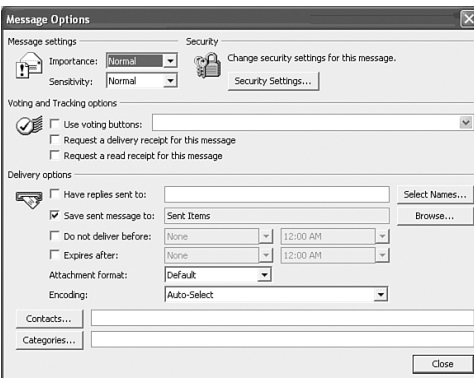 Message Options
Message settings Security
Importance: Normal Change security settings for this message.
Sensitivity: Normal Security Settings...
Voting and Tracking options
Use voting buttons:
Request a delivery receipt for this message
Request a read receipt for this message
Delivery options
Have replies sent to: Select Names...
Save sent message to: Sent Items Browse...
Do not deliver before: None 12:00 AM
Expires after: None 12:00 AM
Attachment format: Default
Encoding: Auto-Select
Contacts...
Categories...
Close